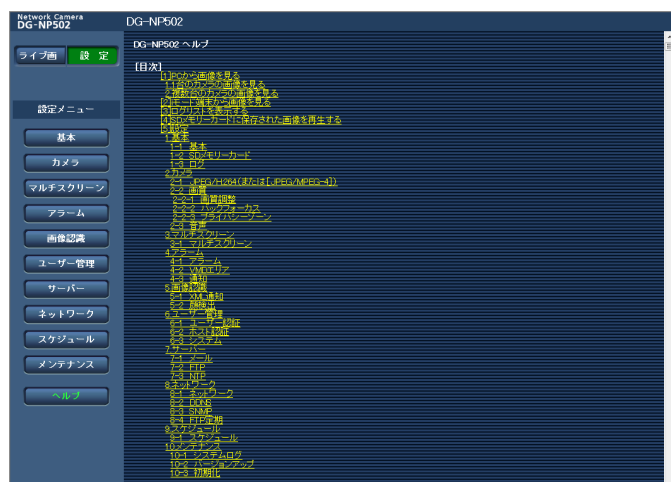 Network Camera
DG-NP502
DG-NP502
ライブ画
設 定
設定メニュー
基本
カメラ
マルチスクリーン
アラーム
画像認識
ユーザー管理
サーバー
ネットワーク
スケジュール
メンテナンス
ヘルプ
DG-NP502 ヘルプ
[目次]
[1]PCから画像を見る
1.1台のカメラの画像を見る
2.複数台のカメラの画像を見る
[2]モード端末から画像を見る
[3]ログリストを表示する
[4]SDメモリーカードに保存された画像を再生する
[5]設定
1.基本
1-1 基本
1-2 SDメモリーカード
1-3 ログ
2.カメラ
2-1 JPEG/H264(または[JPEG/MPEG-4])
2-2 画質
2-2-1 画質調整
2-2-2 バックフォーカス
2-2-3 プライバシーゾーン
2-3 音声
3.マルチスクリーン
3-1 マルチスクリーン
4.アラーム
4-1 アラーム
4-2 VMDエリア
4-3 通知
5.画像認識
5-1 XML通知
5-2 顔検出
6.ユーザー管理
6-1 ユーザー認証
6-2 ホスト認証
6-3 システム
7.サーバー
7-1 メール
7-2 FTP
7-3 NTP
8.ネットワーク
8-1 ネットワーク
8-2 DDNS
8-3 SNMP
8-4 FTP定期
9.スケジュール
9-1 スケジュール
10.メンテナンス
10-1 システムログ
10-2 バージョンアップ
10-3 初期化